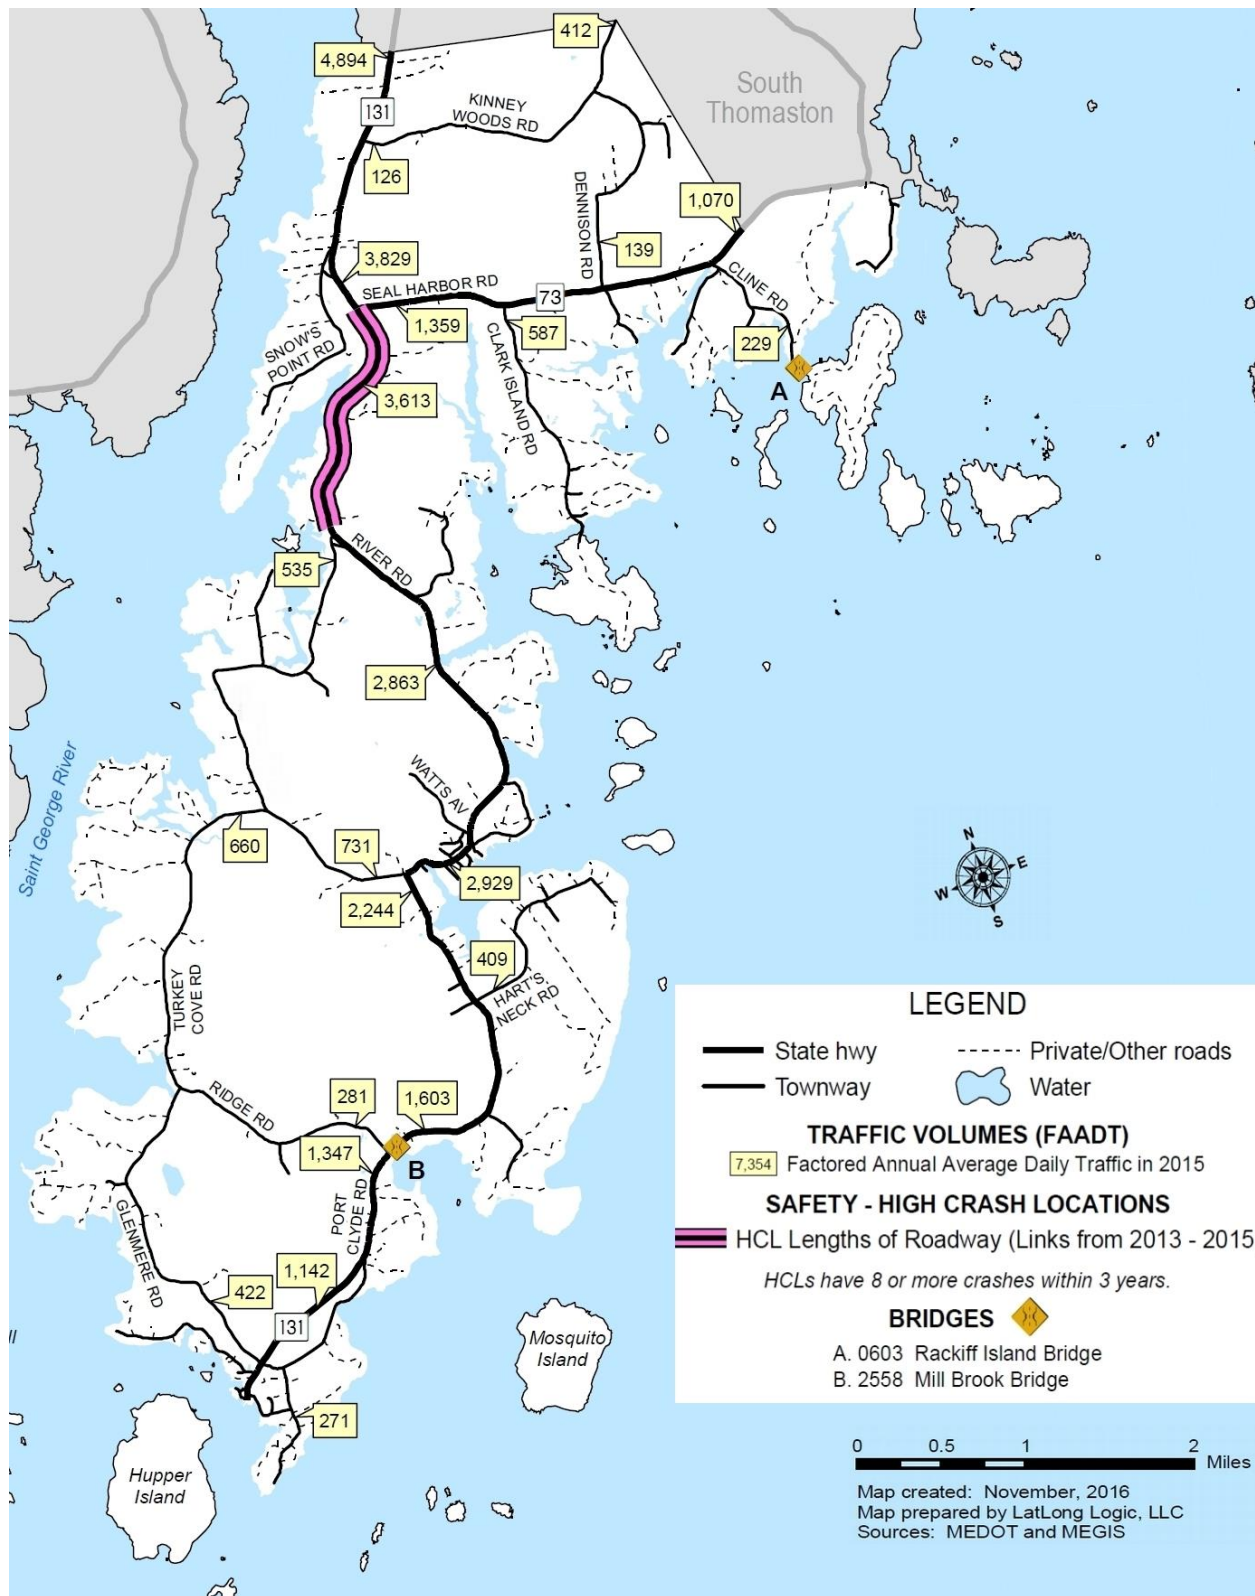 412
4,894
South
Thomaston
131
KINNEY
WOODS RD
126
DENNISON RD
1,070
139
3,829
SEAL HARBOR RD
73
CLINE RD
1,359
587
229
SNOW'S
POINT RD
CLARK ISLAND RD
A
3,613
535
RIVER RD
2,863
Saint George River
WATTS AV
660
731
2,929
2,244
N
E
W
S
409
HART'S
NECK RD
TURKEY
COVE RD
RIDGE RD
281
1,603
1,347
B
PORT
CLYDE RD
GLENMERE RD
1,142
422
131
271
Mosquito
Island
Hupper
Island
LEGEND
State hwy
Private/Other roads
Townway
Water
TRAFFIC VOLUMES (FAADT)
7,354 Factored Annual Average Daily Traffic in 2015
SAFETY - HIGH CRASH LOCATIONS
HCL Lengths of Roadway (Links from 2013 - 2015
HCLs have 8 or more crashes within 3 years.
BRIDGES
A. 0603 Rackiff Island Bridge
B. 2558 Mill Brook Bridge
0 0.5 1 2
Miles
Map created: November, 2016
Map prepared by LatLong Logic, LLC
Sources: MEDOT and MEGIS